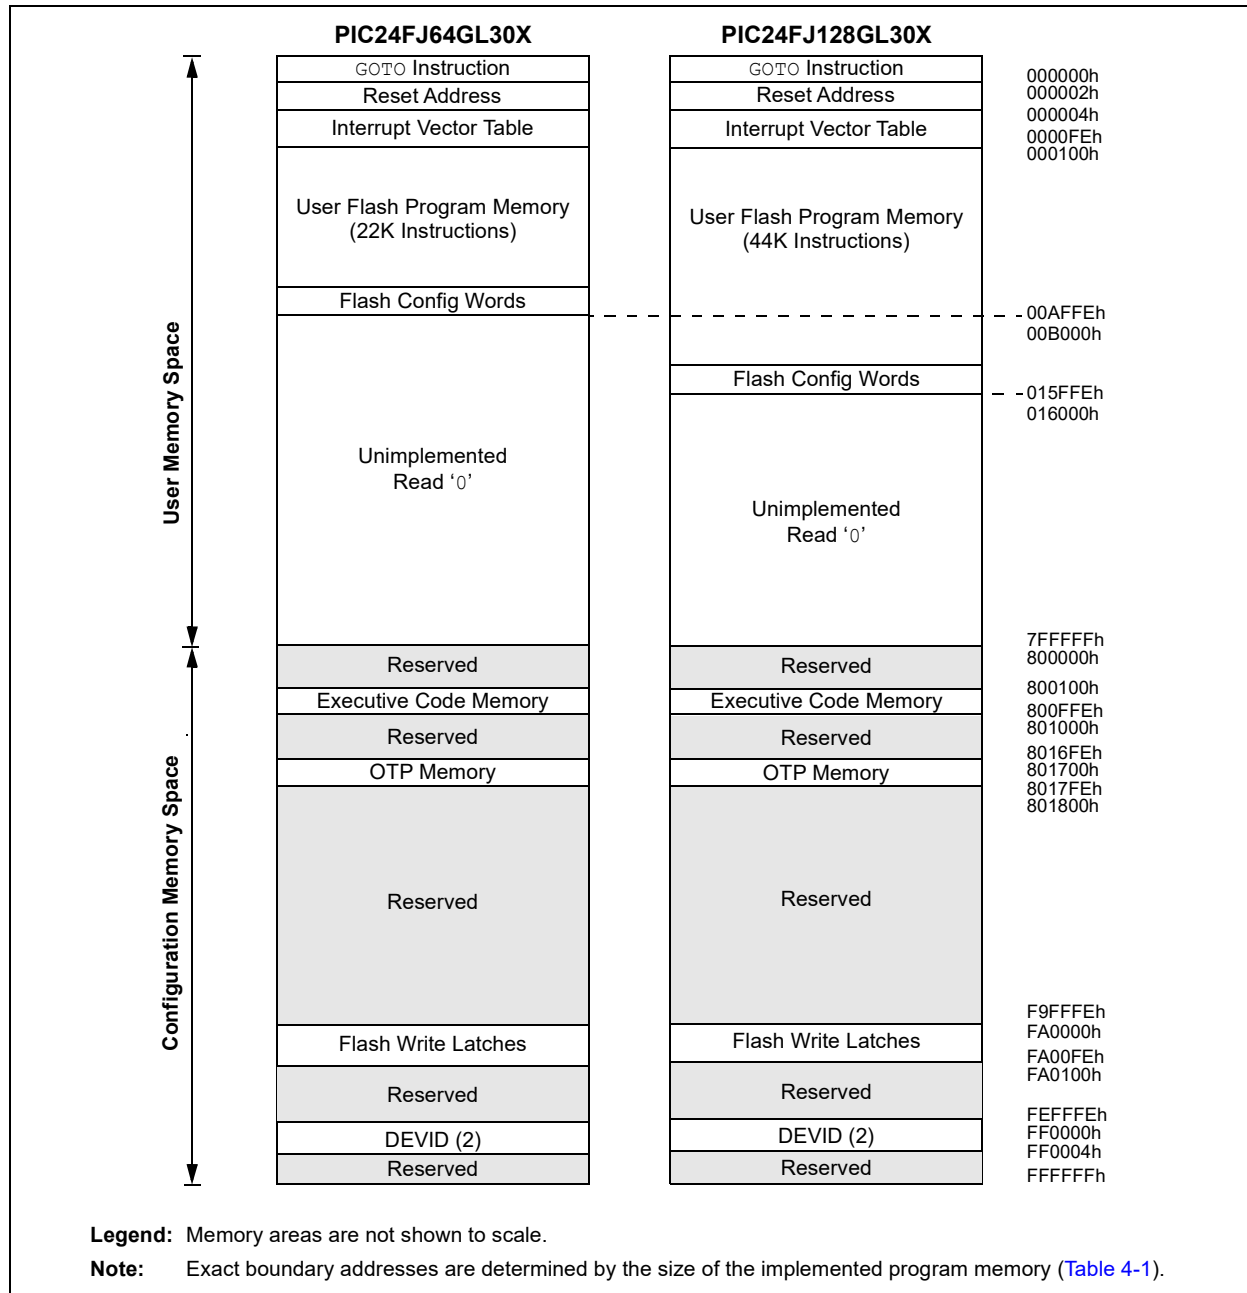 PIC24FJ64GL30X
PIC24FJ128GL30X
GOTO Instruction
GOTO Instruction
000000h
Reset Address
Reset Address
000002h
000004h
Interrupt Vector Table
Interrupt Vector Table
0000FEh
000100h
User Flash Program Memory
(22K Instructions)
User Flash Program Memory
(44K Instructions)
Flash Config Words
00AFFEh
00B000h
Flash Config Words
015FFEh
016000h
User Memory Space
Unimplemented
Read ‘0’
Unimplemented
Read ‘0’
7FFFFFh
800000h
Reserved
Reserved
800100h
Executive Code Memory
Executive Code Memory
800FFEh
801000h
Reserved
Reserved
8016FEh
801700h
OTP Memory
OTP Memory
8017FEh
801800h
Configuration Memory Space
Reserved
Reserved
F9FFFEh
FA0000h
Flash Write Latches
Flash Write Latches
FA00FEh
FA0100h
Reserved
Reserved
FEFFFEh
FF0000h
DEVID (2)
DEVID (2)
FF0004h
Reserved
Reserved
FFFFFFh
Legend: Memory areas are not shown to scale.
Note: Exact boundary addresses are determined by the size of the implemented program memory (Table 4-1).